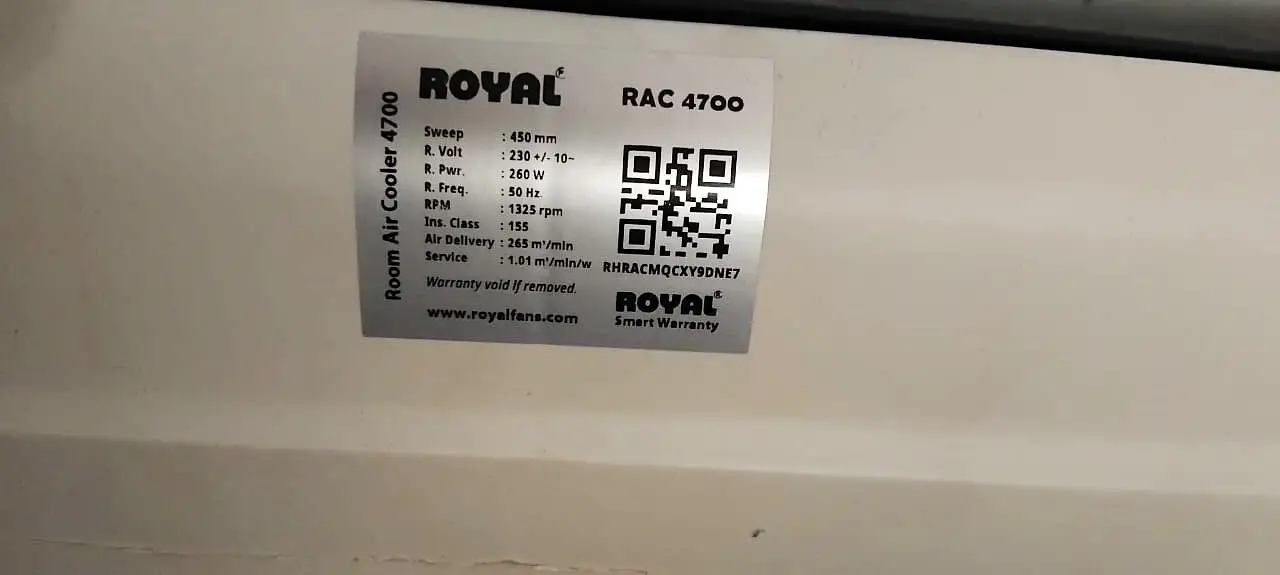 Room Air Cooler 4700
ROYAL
RAC 4700
Sweep : 450 mm
R. Volt : 230 +/- 10~
R. Pwr. : 260 W
R. Freq. : 50 Hz
RPM : 1325 rpm
Ins. Class : 155
Air Delivery : 265 m³/min
Service : 1.01 m³/min/w
Warranty void if removed.
www.royalfans.com
RHRACMQCXY9DNE7
ROYAL®
Smart Warranty